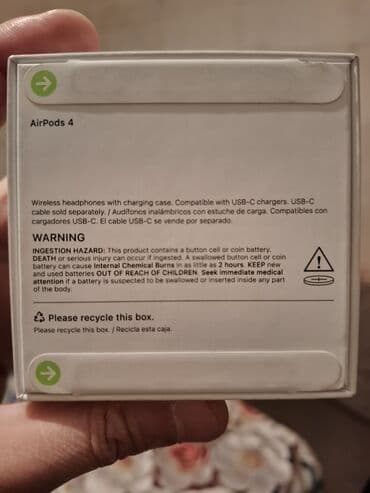 AirPods 4
Wireless headphones with charging case. Compatible with USB-C chargers. USB-C
cable sold separately. / Audífonos inalámbricos con estuche de carga. Compatibles con
cargadores USB-C. El cable USB-C se vende por separado.
WARNING
INGESTION HAZARD: This product contains a button cell or coin battery.
DEATH or serious injury can occur if ingested. A swallowed button cell or coin
battery can cause Internal Chemical Burns in as little as 2 hours. KEEP new
and used batteries OUT OF REACH OF CHILDREN. Seek immediate medical
attention if a battery is suspected to be swallowed or inserted inside any part
of the body.
Please recycle this box.
Please recycle this box. / Recicla esta caja.